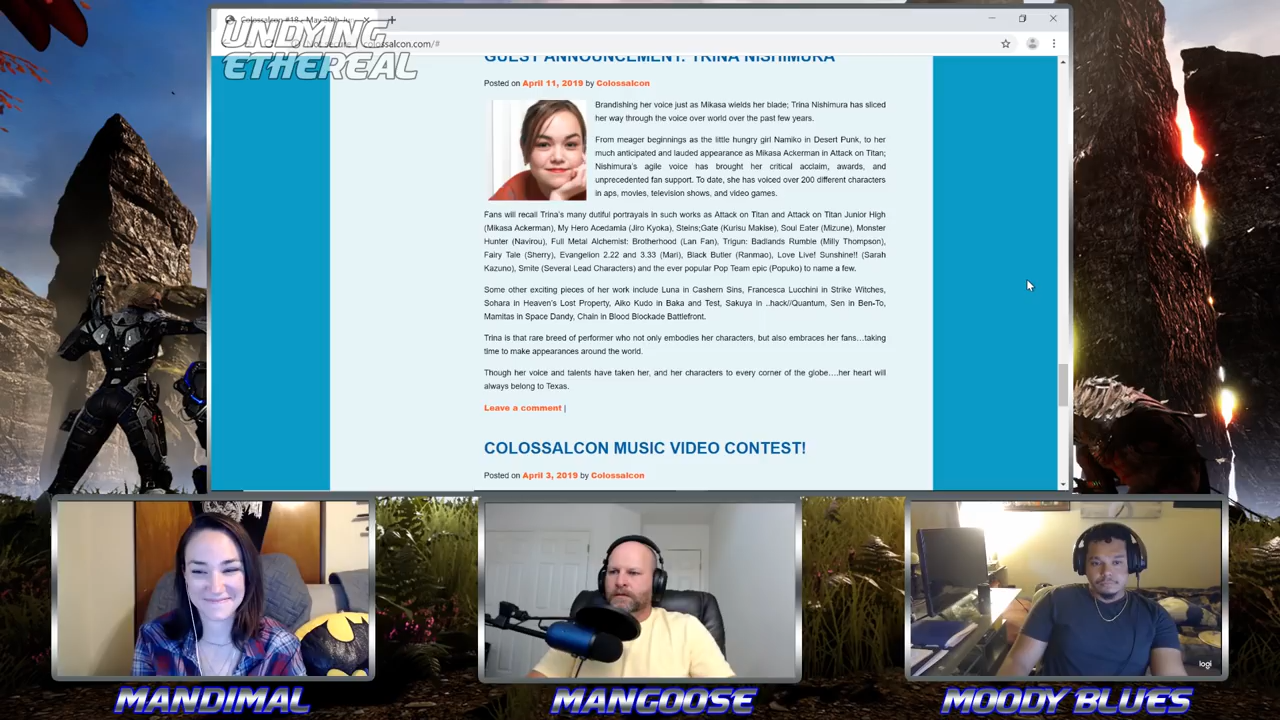 Colossalcon #18 - May 30th
UNDYING
ETHEREAL
colossalcon.com/#
GUEST ANNOUNCEMENT: TRINA NISHIMURA
Posted on April 11, 2019 by Colossalcon
Brandishing her voice just as Mikasa wields her blade; Trina Nishimura has sliced
her way through the voice over world over the past few years.
From meager beginnings as the little hungry girl Namiko in Desert Punk, to her
much anticipated and lauded appearance as Mikasa Ackerman in Attack on Titan;
Nishimura's agile voice has brought her critical acclaim, awards, and
unprecedented fan support. To date, she has voiced over 200 different characters
in aps, movies, television shows, and video games.
Fans will recall Trina's many dutiful portrayals in such works as Attack on Titan and Attack on Titan Junior High
(Mikasa Ackerman), My Hero Acedamia (Jiro Kyoka), Steins;Gate (Kurisu Makise), Soul Eater (Mizune), Monster
Hunter (Navirou), Full Metal Alchemist: Brotherhood (Lan Fan), Trigun: Badlands Rumble (Milly Thompson),
Fairy Tale (Sherry), Evangelion 2.22 and 3.33 (Mari), Black Butler (Ranmao), Love Live! Sunshine!! (Sarah
Kazuno), Smite (Several Lead Characters) and the ever popular Pop Team epic (Popuko) to name a few.
Some other exciting pieces of her work include Luna in Cashern Sins, Francesca Lucchini in Strike Witches,
Sohara in Heaven's Lost Property, Aiko Kudo in Baka and Test, Sakuya in .hack//Quantum, Sen in Ben-To,
Mamitas in Space Dandy, Chain in Blood Blockade Battlefront.
Trina is that rare breed of performer who not only embodies her characters, but also embraces her fans…taking
time to make appearances around the world.
Though her voice and talents have taken her, and her characters to every corner of the globe….her heart will
always belong to Texas.
Leave a comment |
COLOSSALCON MUSIC VIDEO CONTEST!
Posted on April 3, 2019 by Colossalcon
logi
MANDIMAL
MANGOOSE
MOODY BLUES